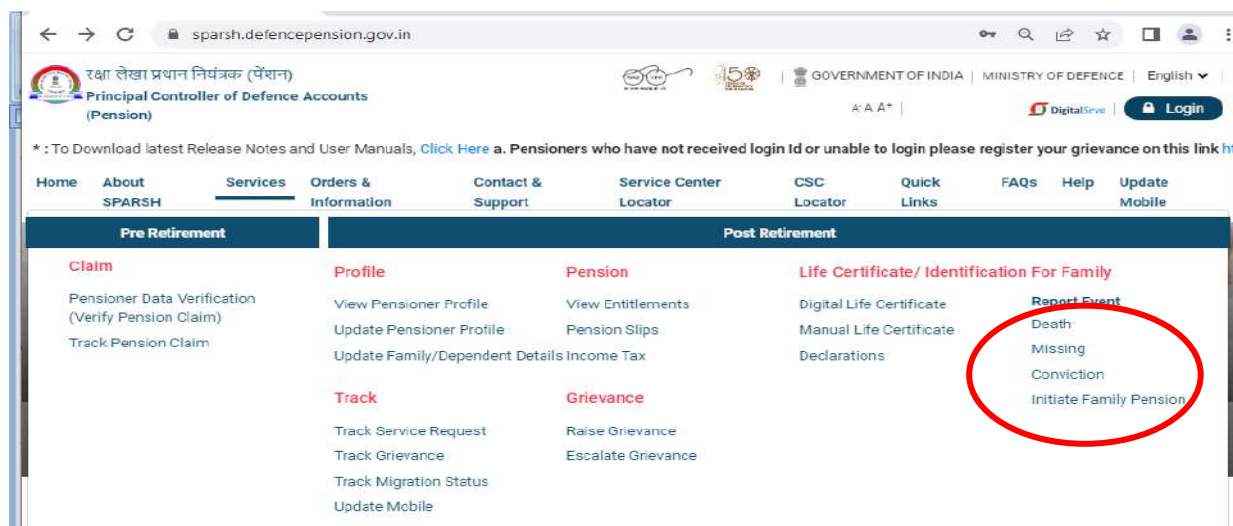 sparsh.defencepension.gov.in
रक्षा लेखा प्रधान नियंत्रक (पेंशन)
Principal Controller of Defence Accounts
(Pension)
GOVERNMENT OF INDIA | MINISTRY OF DEFENCE | English
A- A A+ |
DigitalSeva | Login
* : To Download latest Release Notes and User Manuals, Click Here a. Pensioners who have not received login Id or unable to login please register your grievance on this link
Home About SPARSH Services Orders & Information Contact & Support Service Center Locator CSC Locator Quick Links FAQs Help Update Mobile
Pre Retirement Post Retirement
Claim
Pensioner Data Verification
(Verify Pension Claim)
Track Pension Claim
Profile
View Pensioner Profile
Update Pensioner Profile
Update Family/Dependent Details
Track
Track Service Request
Track Grievance
Track Migration Status
Update Mobile
Pension
View Entitlements
Pension Slips
Income Tax
Grievance
Raise Grievance
Escalate Grievance
Life Certificate/ Identification For Family
Digital Life Certificate
Manual Life Certificate
Declarations
Report Event
Death
Missing
Conviction
Initiate Family Pension